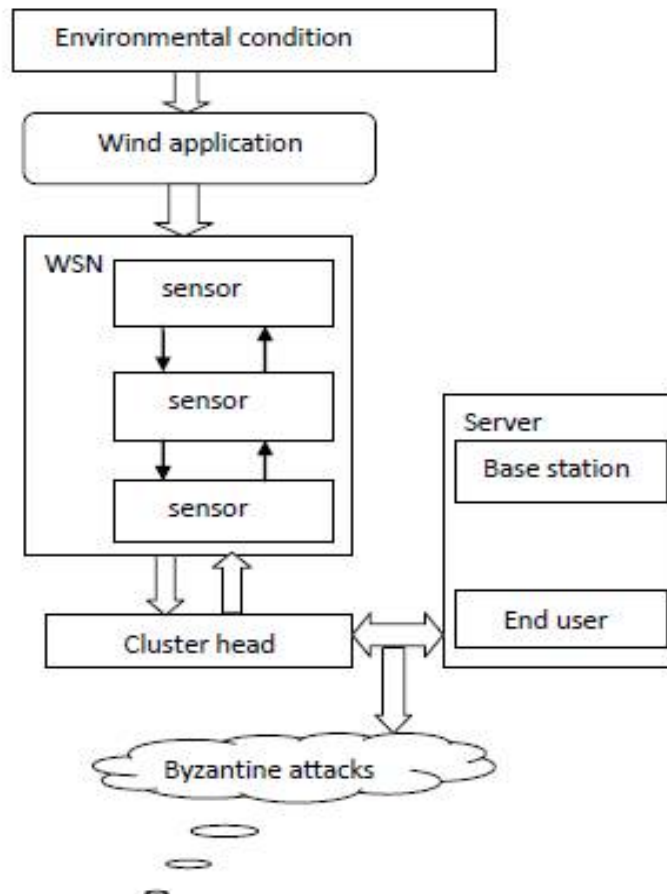 Environmental condition
Wind application
WSN
sensor
sensor
sensor
Server
Base station
End user
Cluster head
Byzantine attacks